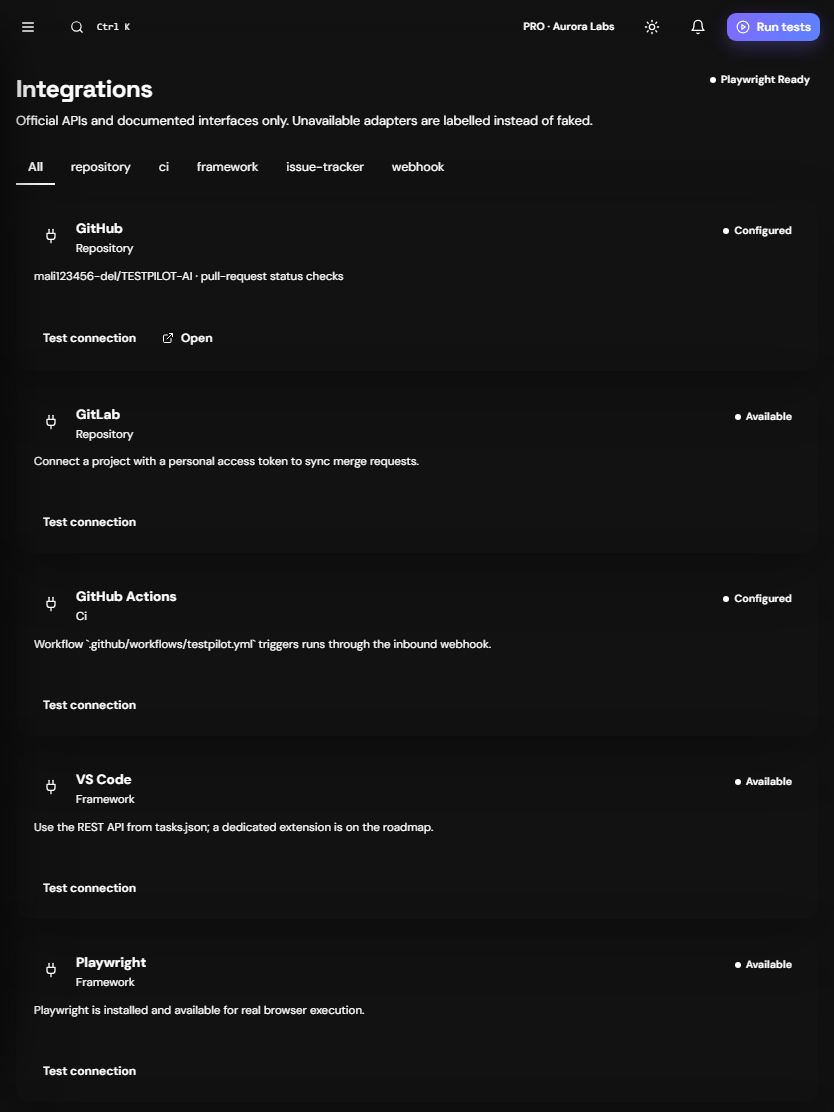 Ctrl K
PRO · Aurora Labs
Run tests
Integrations
Playwright Ready
Official APIs and documented interfaces only. Unavailable adapters are labelled instead of faked.
All repository ci framework issue-tracker webhook
GitHub
Configured
Repository
mali123456-del/TESTPILOT-AI · pull-request status checks
Test connection Open
GitLab
Available
Repository
Connect a project with a personal access token to sync merge requests.
Test connection
GitHub Actions
Configured
Ci
Workflow `.github/workflows/testpilot.yml` triggers runs through the inbound webhook.
Test connection
VS Code
Available
Framework
Use the REST API from tasks.json; a dedicated extension is on the roadmap.
Test connection
Playwright
Available
Framework
Playwright is installed and available for real browser execution.
Test connection